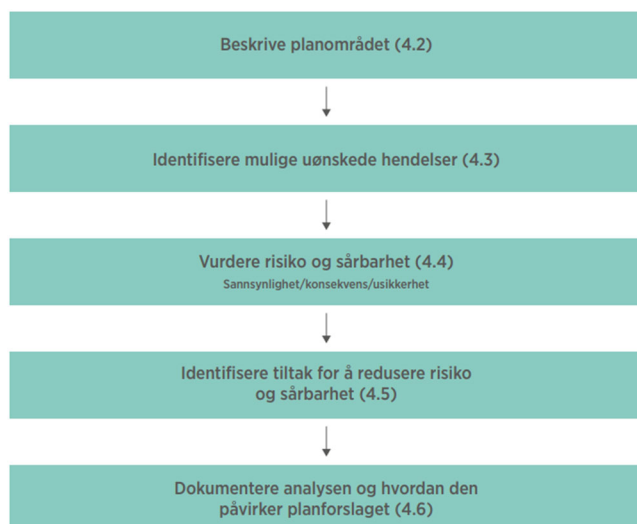 Beskrive planområdet (4.2)
Identifisere mulige uønskede hendelser (4.3)
Vurdere risiko og sårbarhet (4.4)
Sannsynlighet/konsekvens/usikkerhet
Identifisere tiltak for å redusere risiko
og sårbarhet (4.5)
Dokumentere analysen og hvordan den
påvirker planforslaget (4.6)